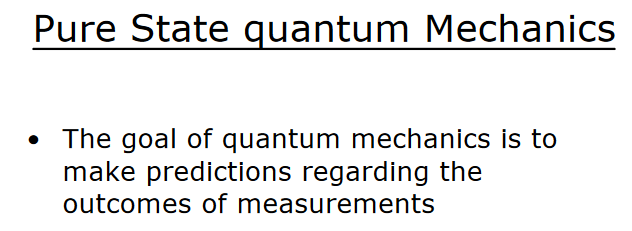 Pure State quantum Mechanics
• The goal of quantum mechanics is to
make predictions regarding the
outcomes of measurements